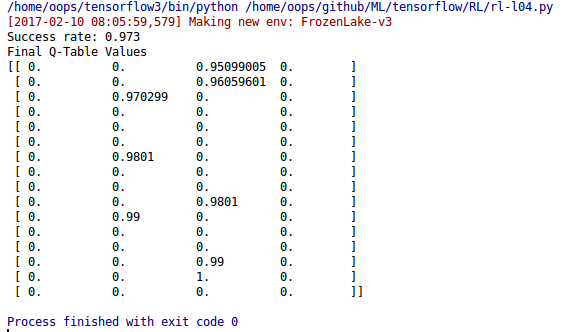 /home/oops/tensorflow3/bin/python /home/oops/github/ML/tensorflow/RL/rl-l04.py
[2017-02-10 08:05:59,579] Making new env: FrozenLake-v3
Success rate: 0.973
Final Q-Table Values
[[ 0.         0.         0.95099005 0.        ]
 [ 0.         0.         0.96059601 0.        ]
 [ 0.         0.970299   0.         0.        ]
 [ 0.         0.         0.         0.        ]
 [ 0.         0.         0.         0.        ]
 [ 0.         0.         0.         0.        ]
 [ 0.         0.9801     0.         0.        ]
 [ 0.         0.         0.         0.        ]
 [ 0.         0.         0.         0.        ]
 [ 0.         0.         0.9801     0.        ]
 [ 0.         0.99       0.         0.        ]
 [ 0.         0.         0.         0.        ]
 [ 0.         0.         0.         0.        ]
 [ 0.         0.         0.99       0.        ]
 [ 0.         0.         1.         0.        ]
 [ 0.         0.         0.         0.        ]]
Process finished with exit code 0